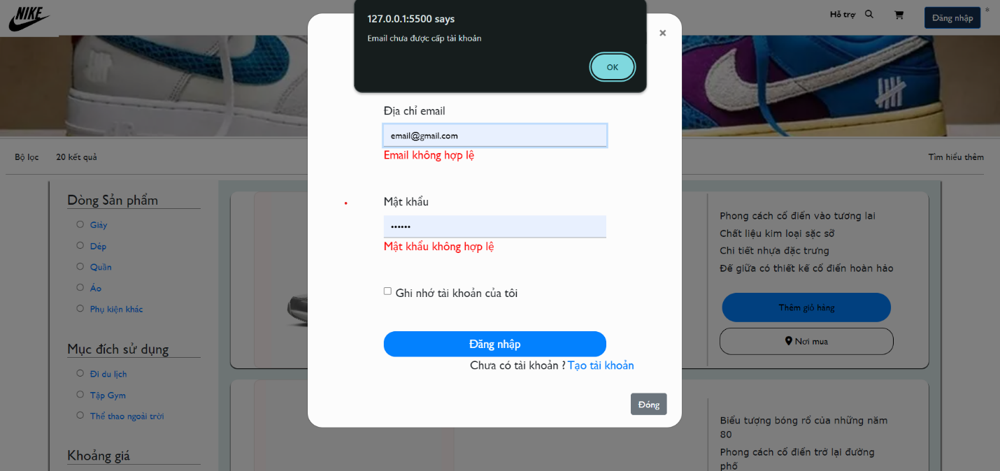 NIKE
Hỗ trợ
Đăng nhập
*
127.0.0.1:5500 says
Email chưa được cấp tài khoản
OK
×
Địa chỉ email
email@gmail.com
Email không hợp lệ
Mật khẩu
••••••
Mật khẩu không hợp lệ
Ghi nhớ tài khoản của tôi
Đăng nhập
Chưa có tài khoản ? Tạo tài khoản
Đóng
Bộ lọc
20 kết quả
Tìm hiểu thêm
Dòng Sản phẩm
Giày
Dép
Quần
Áo
Phụ kiện khác
Mục đích sử dụng
Đi du lịch
Tập Gym
Thể thao ngoài trời
Khoảng giá
Phong cách cổ điển vào tương lai
Chất liệu kim loại sặc sỡ
Chi tiết nhựa đặc trưng
Đế giữa có thiết kế cổ điển hoàn hảo
Thêm giỏ hàng
Nơi mua
Biểu tượng bóng rổ của những năm
80
Phong cách cổ điển trở lại đường
phố